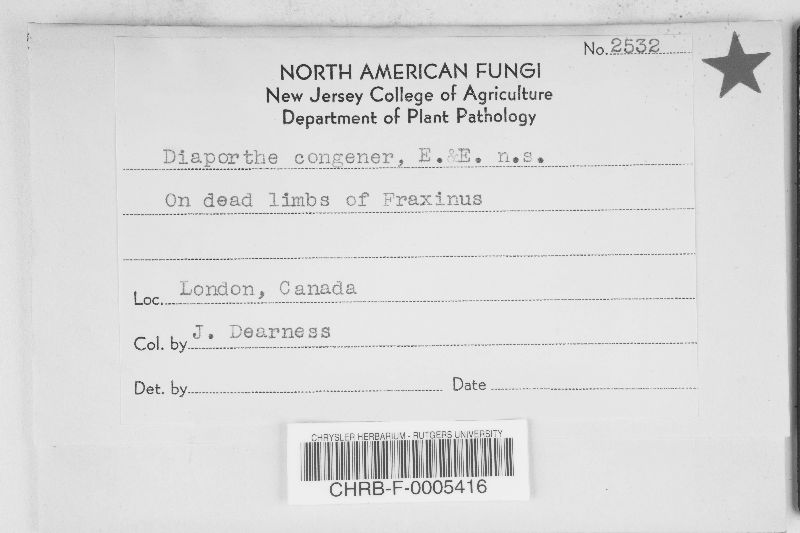 No. 2532
NORTH AMERICAN FUNGI
New Jersey College of Agriculture
Department of Plant Pathology
Diaporthe congener, E.&E. n.s.
On dead limbs of Fraxinus
Loc. London, Canada
Col. by J. Dearness
Det. by Date
CHRYSLER HERBARIUM - RUTGERS UNIVERSITY
CHRB-F-0005416